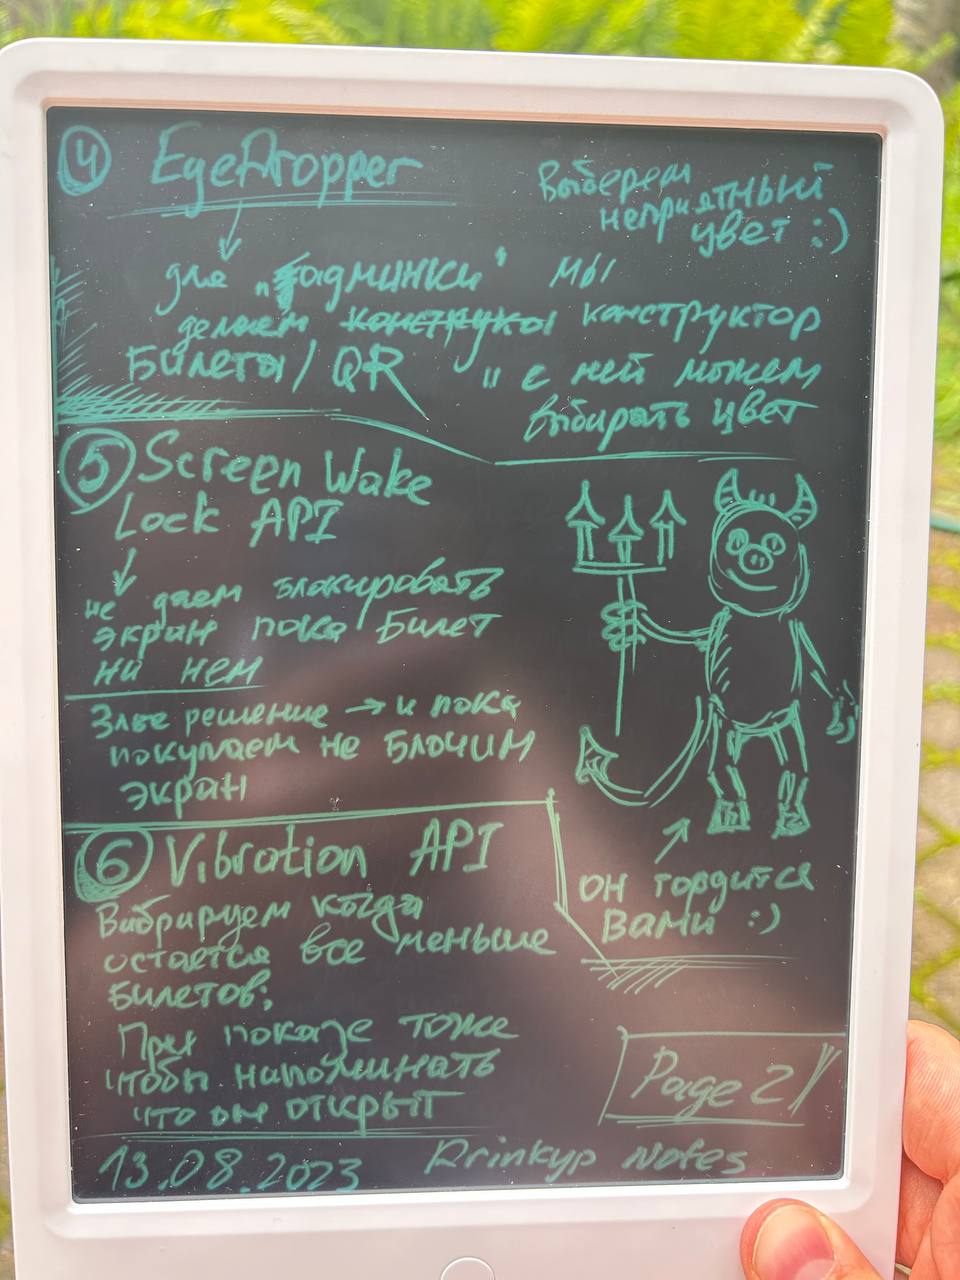 4 EyeDropper
Выберем
неприятный
цвет :)
для „админки" мы
делаем конструктор
Билеты / QR " с ней можем
выбирать цвет
5 Screen Wake
Lock API
не даем блокировать
экран пока билет
ни нем
Злое решение → и пока
покупаем не блочим
экран
он гордится
Вами :)
6 Vibration API
Вибрируем когда
остается все меньше
билетов;
При показе тоже
чтобы напоминать
что он открыт
Page 2
13.08.2023 Drinkup Notes